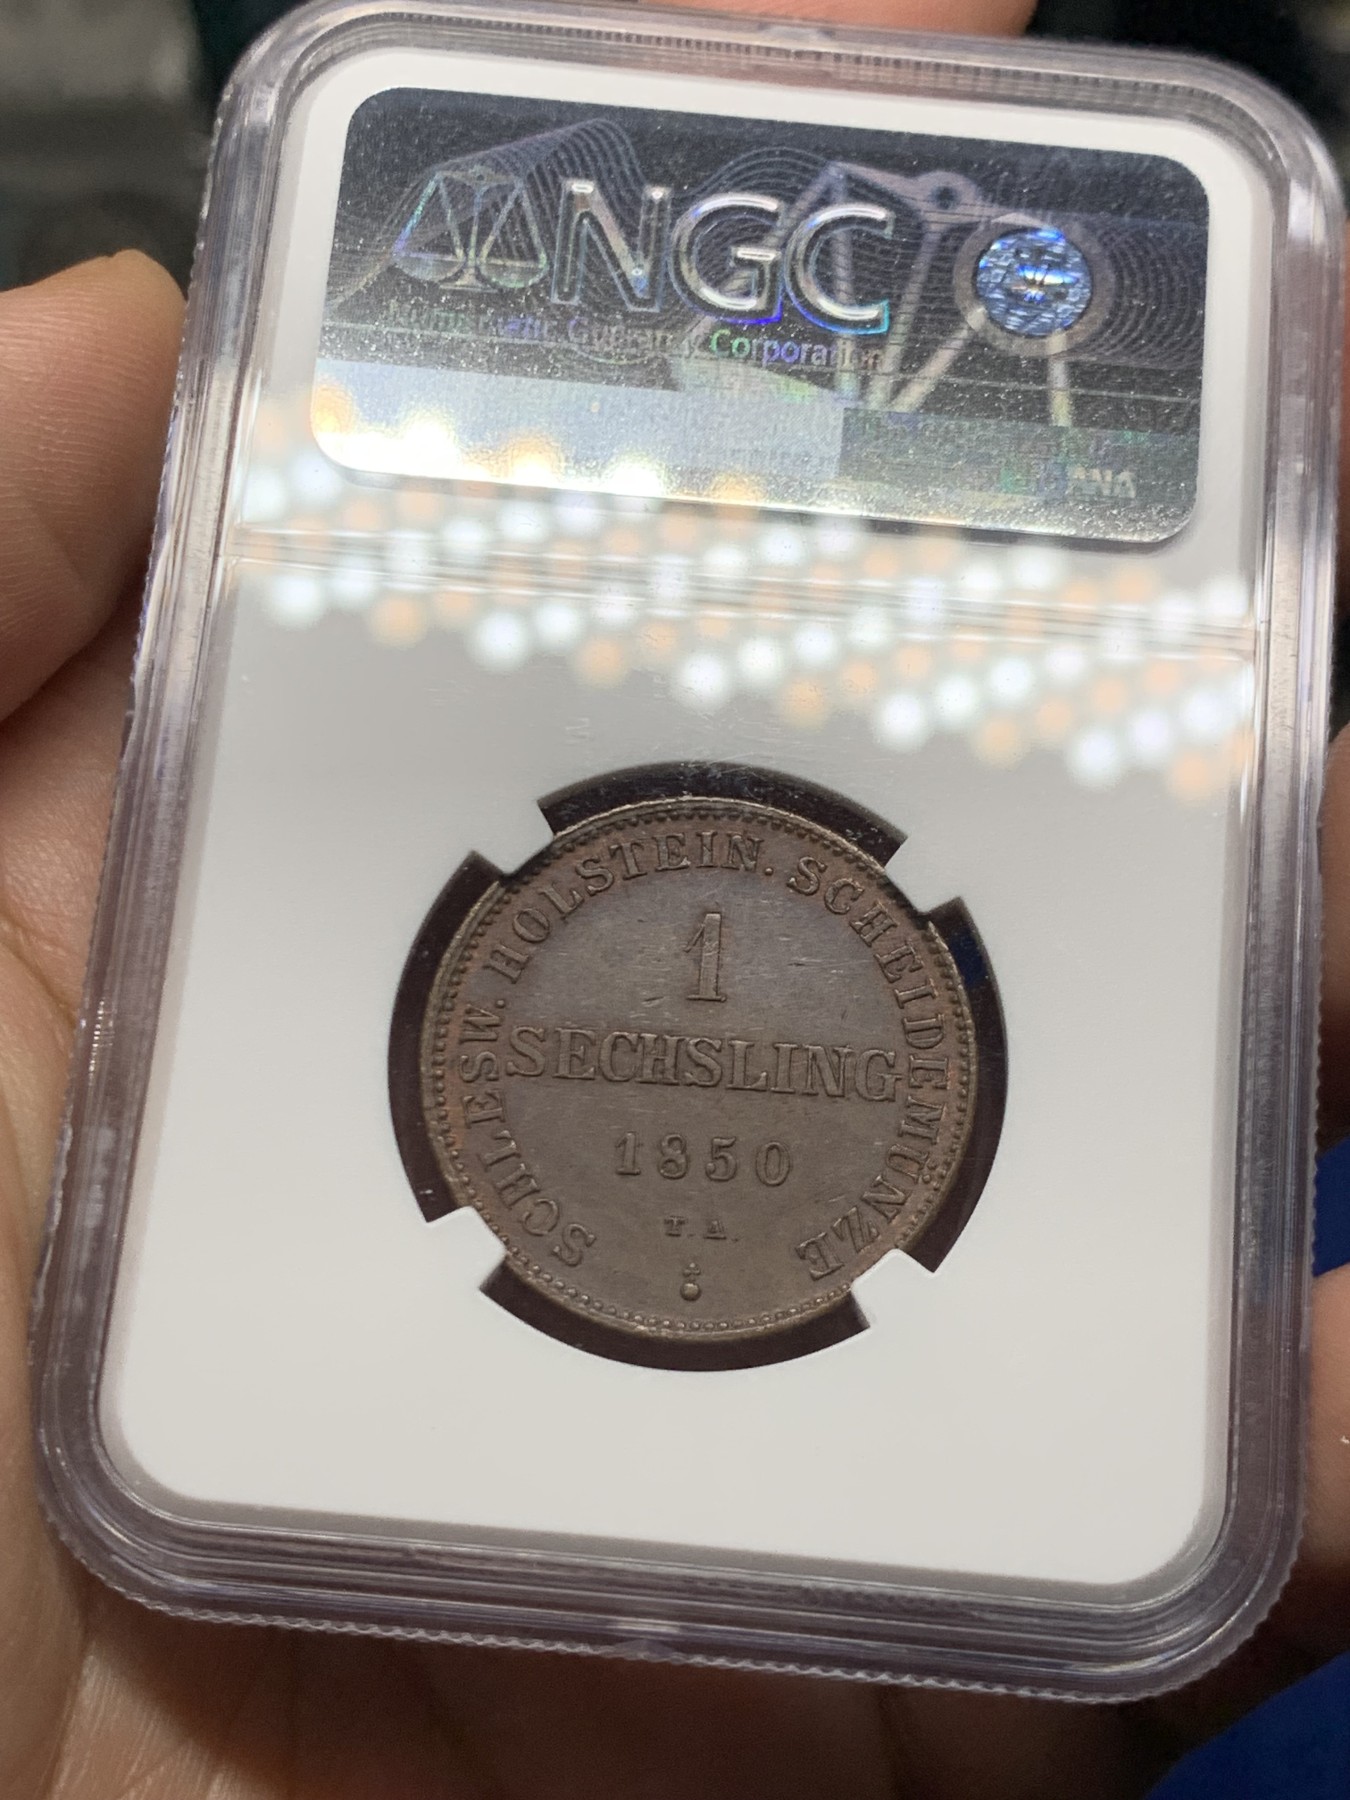 NGC
Numismatic Guaranty Corporation
ANA
SCHLESW. HOLSTEIN. SCHEIDEMÜNZE
1
SECHSLING
1850
T.A.